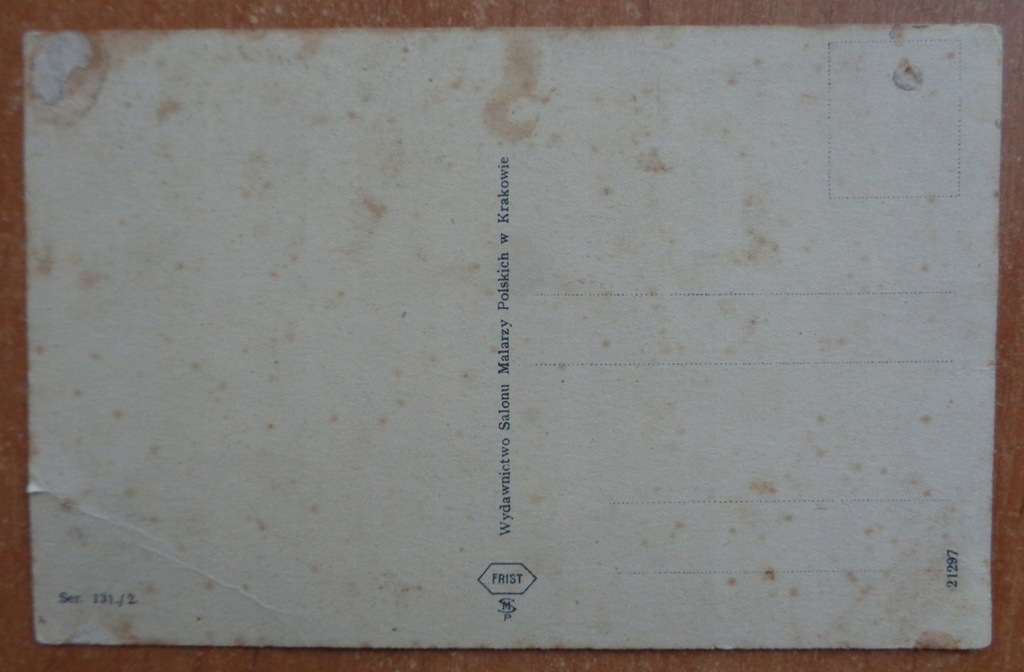 Wydawnictwo Salonu Malarzy Polskich w Krakowie
FRIST
Ser. 131./2
21297